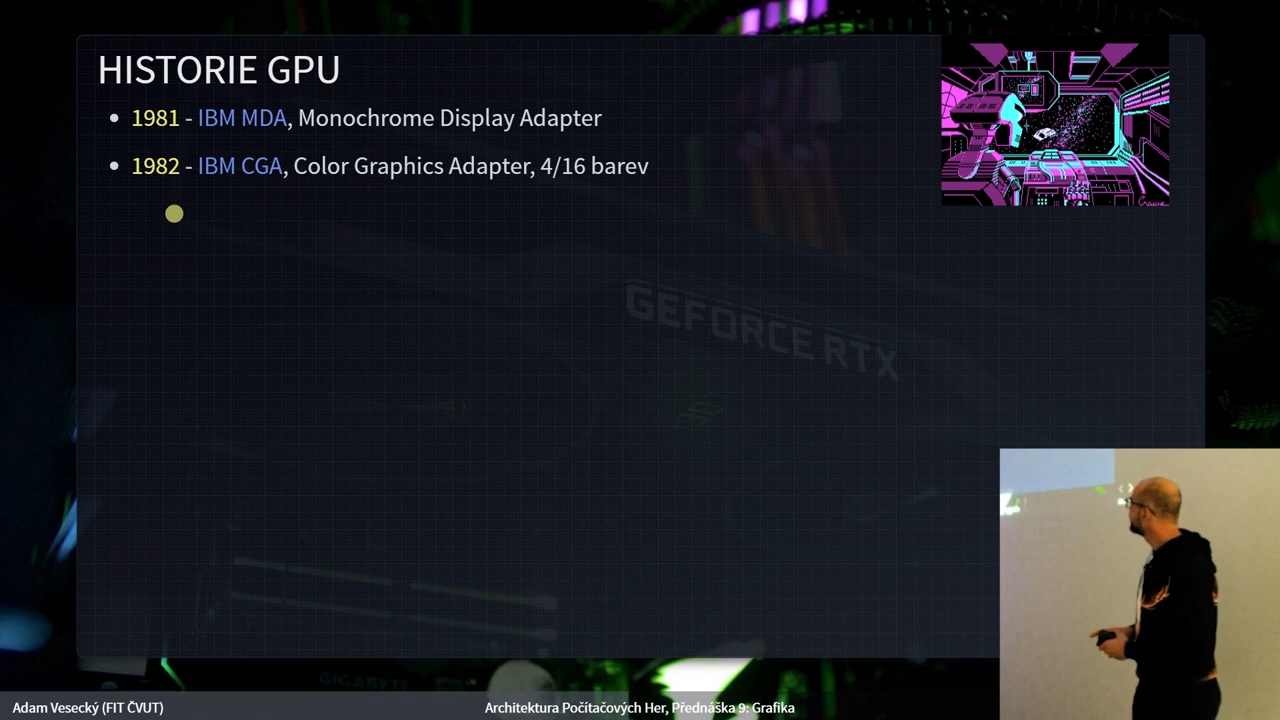 HISTORIE GPU
1981 - IBM MDA, Monochrome Display Adapter
1982 - IBM CGA, Color Graphics Adapter, 4/16 barev
GEFORCE RTX
GIGABYTE
Adam Vesecký (FIT ČVUT)
Architektura Počítačových Her, Přednáška 9: Grafika